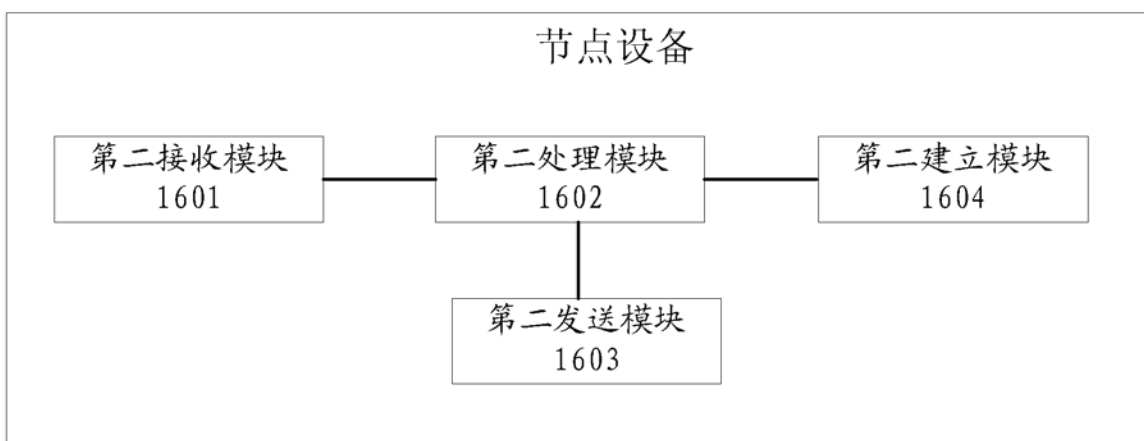 节点设备
第二接收模块
1601
第二处理模块
1602
第二建立模块
1604
第二发送模块
1603